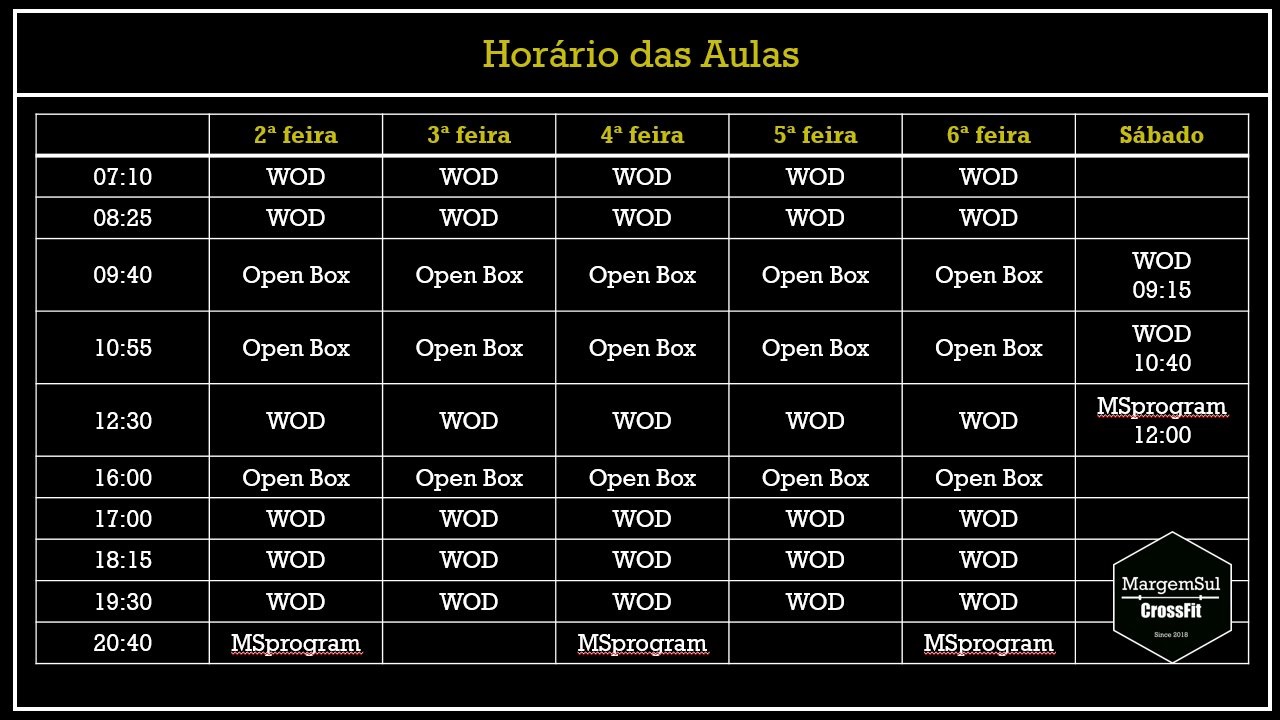 Horário das Aulas
2ª feira 3ª feira 4ª feira 5ª feira 6ª feira Sábado
07:10 WOD WOD WOD WOD WOD
08:25 WOD WOD WOD WOD WOD
09:40 Open Box Open Box Open Box Open Box Open Box WOD
09:15
10:55 Open Box Open Box Open Box Open Box Open Box WOD
10:40
12:30 WOD WOD WOD WOD WOD MSprogram
12:00
16:00 Open Box Open Box Open Box Open Box Open Box
17:00 WOD WOD WOD WOD WOD
18:15 WOD WOD WOD WOD WOD
19:30 WOD WOD WOD WOD WOD
20:40 MSprogram MSprogram MSprogram
MargemSul
CrossFit
Since 2018